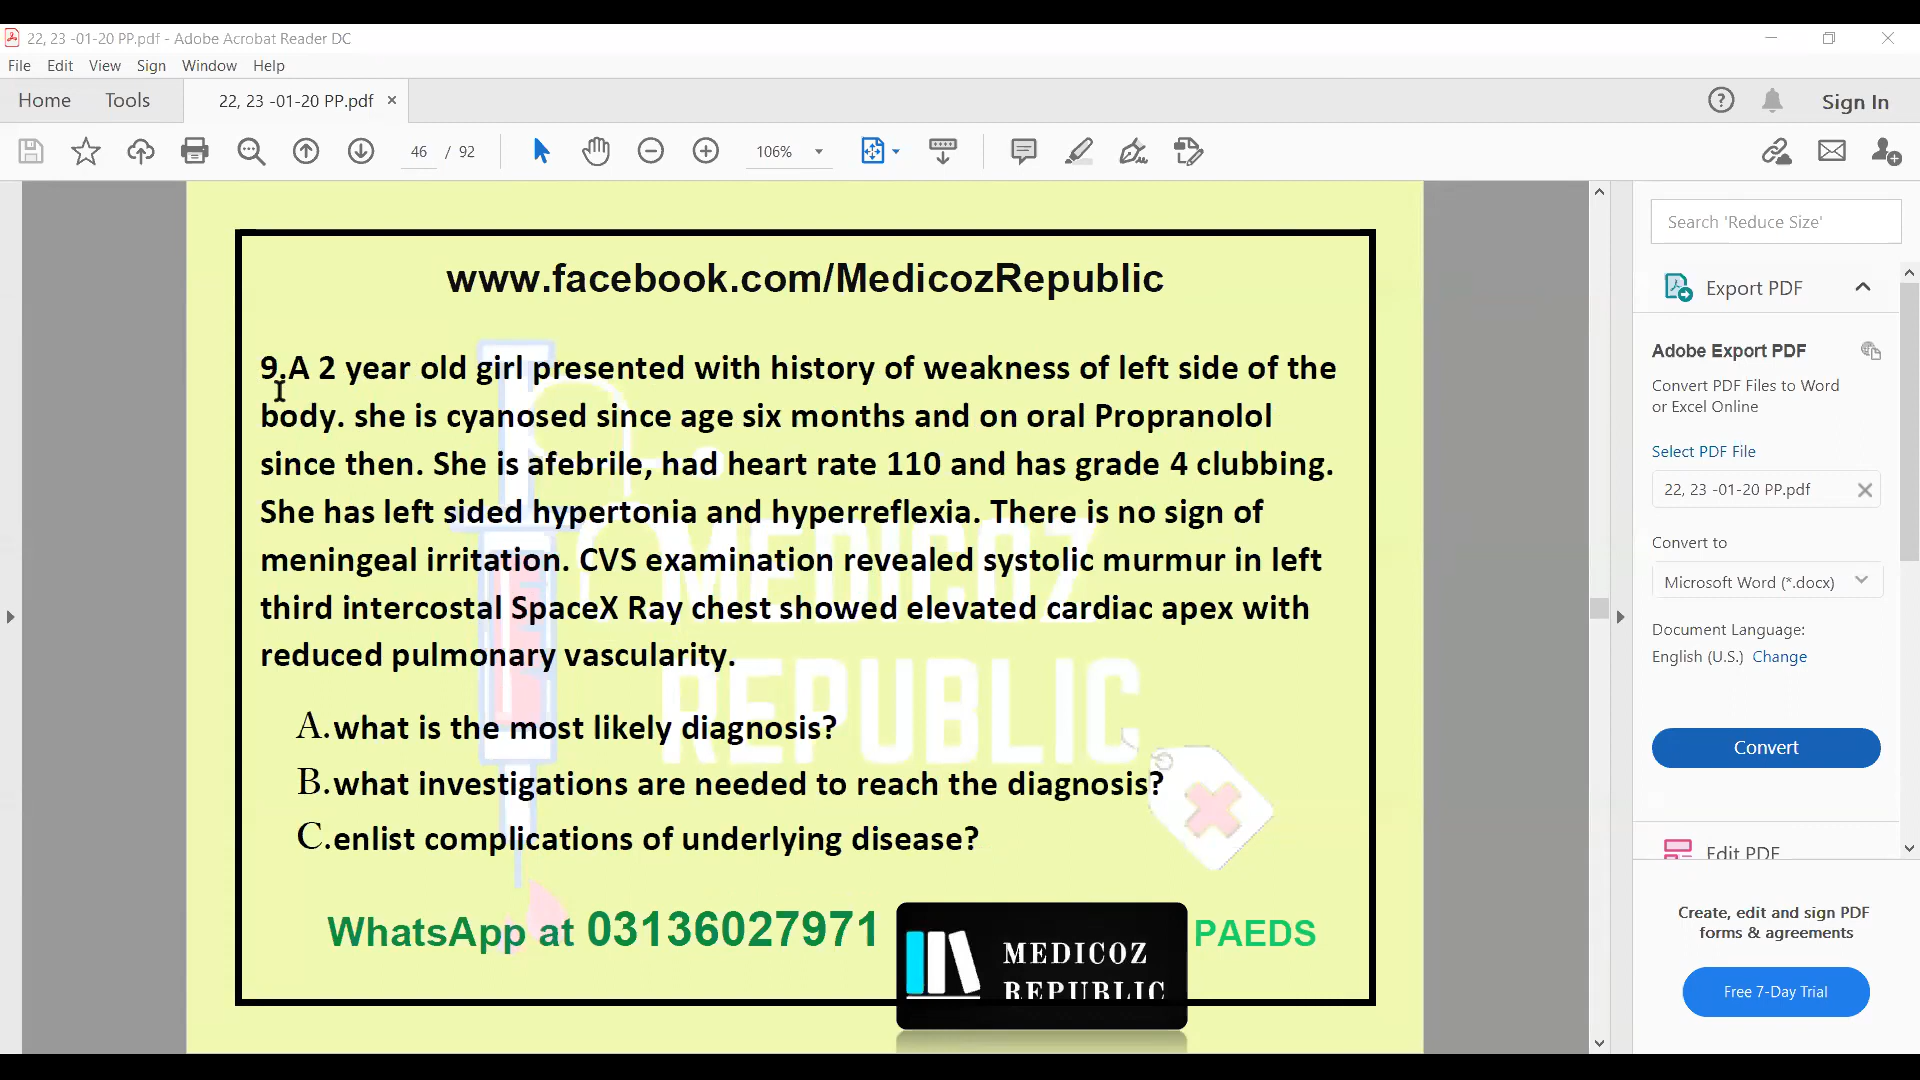 22, 23 -01-20 PP.pdf - Adobe Acrobat Reader DC
File Edit View Sign Window Help
Home Tools 22, 23 -01-20 PP.pdf × Sign In
46 / 92 106%
www.facebook.com/MedicozRepublic
9.A 2 year old girl presented with history of weakness of left side of the
body. she is cyanosed since age six months and on oral Propranolol
since then. She is afebrile, had heart rate 110 and has grade 4 clubbing.
She has left sided hypertonia and hyperreflexia. There is no sign of
meningeal irritation. CVS examination revealed systolic murmur in left
third intercostal SpaceX Ray chest showed elevated cardiac apex with
reduced pulmonary vascularity.
A.what is the most likely diagnosis?
B.what investigations are needed to reach the diagnosis?
C.enlist complications of underlying disease?
MEDICOZ
REPUBLIC
WhatsApp at 03136027971
MEDICOZ
REPUBLIC
PAEDS
Search 'Reduce Size'
Export PDF
Adobe Export PDF
Convert PDF Files to Word
or Excel Online
Select PDF File
22, 23 -01-20 PP.pdf
Convert to
Microsoft Word (*.docx)
Document Language:
English (U.S.) Change
Convert
Edit PDF
Create, edit and sign PDF
forms & agreements
Free 7-Day Trial